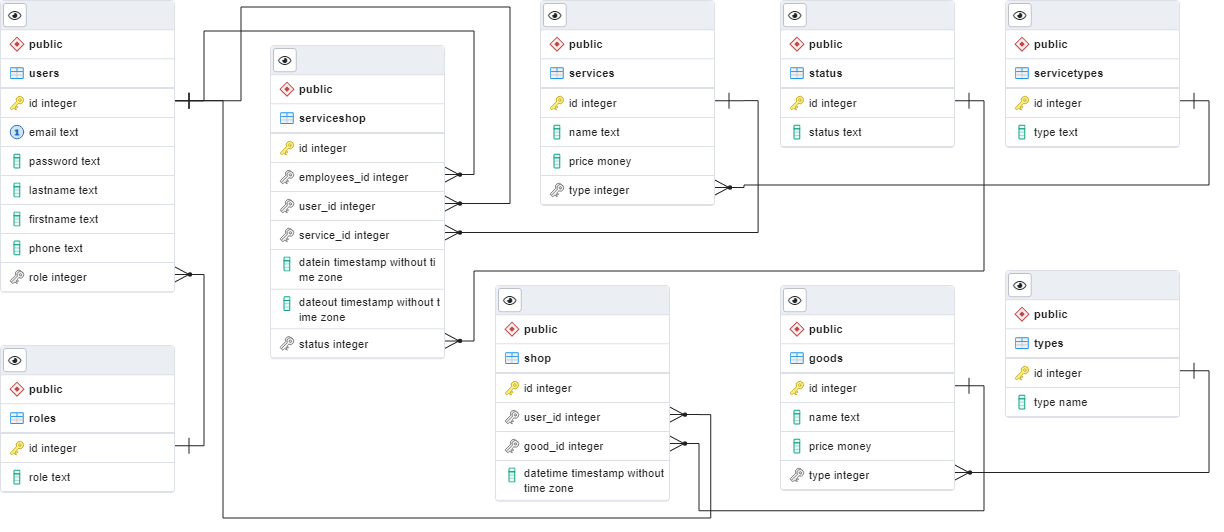 public
users
id integer
email text
password text
lastname text
firstname text
phone text
role integer
public
roles
id integer
role text
public
serviceshop
id integer
employees_id integer
user_id integer
service_id integer
datein timestamp without ti
me zone
dateout timestamp without t
ime zone
status integer
public
services
id integer
name text
price money
type integer
public
shop
id integer
user_id integer
good_id integer
datetime timestamp without
time zone
public
status
id integer
status text
public
goods
id integer
name text
price money
type integer
public
servicetypes
id integer
type text
public
types
id integer
type name